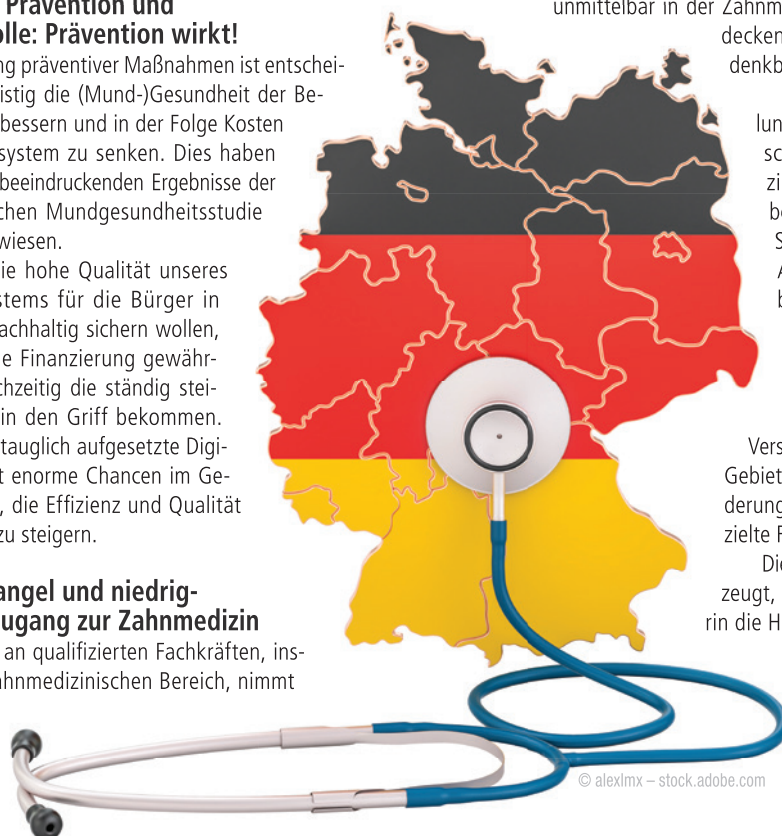 Prävention und
olle: Prävention wirkt!
ng präventiver Maßnahmen ist entschei-
istig die (Mund-)Gesundheit der Be-
bessern und in der Folge Kosten
system zu senken. Dies haben
beeindruckenden Ergebnisse der
chen Mundgesundheitsstudie
wiesen.
ie hohe Qualität unseres
stems für die Bürger in
achhaltig sichern wollen,
e Finanzierung gewähr-
chzeitig die ständig stei-
in den Griff bekommen.
tauglich aufgesetzte Digi-
t enorme Chancen im Ge-
, die Effizienz und Qualität
zu steigern.
angel und niedrig-
ugang zur Zahnmedizin
an qualifizierten Fachkräften, ins-
ahnmedizinischen Bereich, nimmt
unmittelbar in der Zahnm
decken
denkb
lun
sc
zi
be
S
A
b
Vers
Gebiet
derung
zielte F
Die
zeugt,
rin die H
© alexlmx – stock.adobe.com